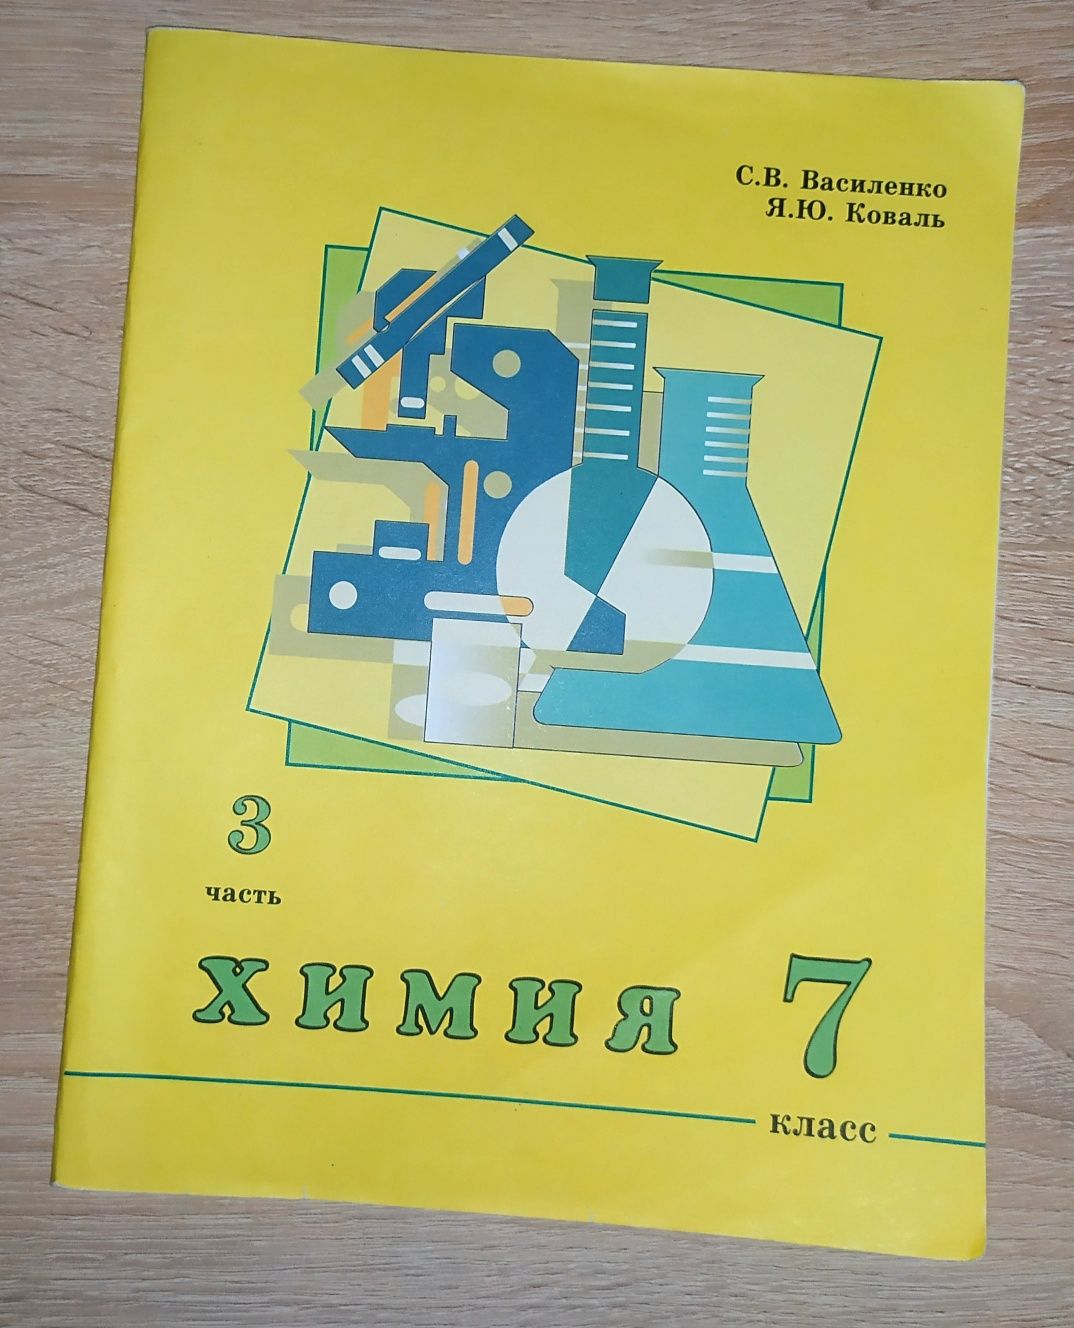 С.В. Василенко
Я.Ю. Коваль
3
часть
ХИМИЯ 7
класс